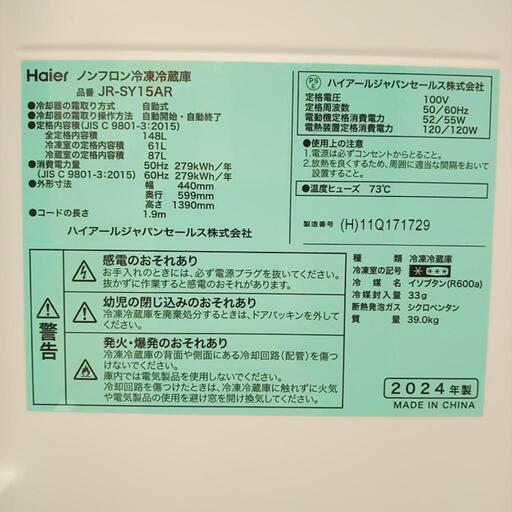 Haier ノンフロン冷凍冷蔵庫
品番 JR-SY15AR
●冷却器の霜取り方式 自動式
●冷却器の霜取操作方法 自動開始・自動終了
●定格内容積(JIS C 9801-3:2015)
全定格内容積 148L
冷凍室の定格内容積 61L
冷蔵室の定格内容積 87L
●消費電力量 50Hz 279kWh/年
(JIS C 9801-3:2015) 60Hz 279kWh/年
●外形寸法 幅 440mm
奥行 599mm
高さ 1390mm
●コードの長さ 1.9m
ハイアールジャパンセールス株式会社
PS E ハイアールジャパンセールス株式会社
定格電圧 100V
定格周波数 50/60Hz
電動機定格消費電力 52/55W
電熱装置定格消費電力 120/120W
●使用上の注意
1.電源は必ずコンセントからとること。
2.放熱を良くするため、周囲に適当な間隔をおいて
設置すること。
●温度ヒューズ 73℃
製造番号 (H)11Q171729
警告
感電のおそれあり
お手入れのときには、必ず電源プラグを抜いてください。
抜かずに作業すると感電のおそれがあります。
幼児の閉じ込みのおそれあり
冷凍冷蔵庫を廃棄処分するときは、ドアパッキンを外してください。
発火・爆発のおそれあり
冷凍冷蔵庫の背面や側面にある冷却回路(配管)を傷つけないでください。
庫内では電気製品を使用しないでください。
冷却回路を傷つけたときは、冷凍冷蔵庫に触れずに火気や電気製品の使用を避け窓を開け換気してください。
種類 冷凍冷蔵庫
冷凍室の記号
冷媒 イソブタン(R600a)
冷媒封入量 33g
断熱発泡ガス シクロペンタン
質量 39.0kg
2024年製
MADE IN CHINA